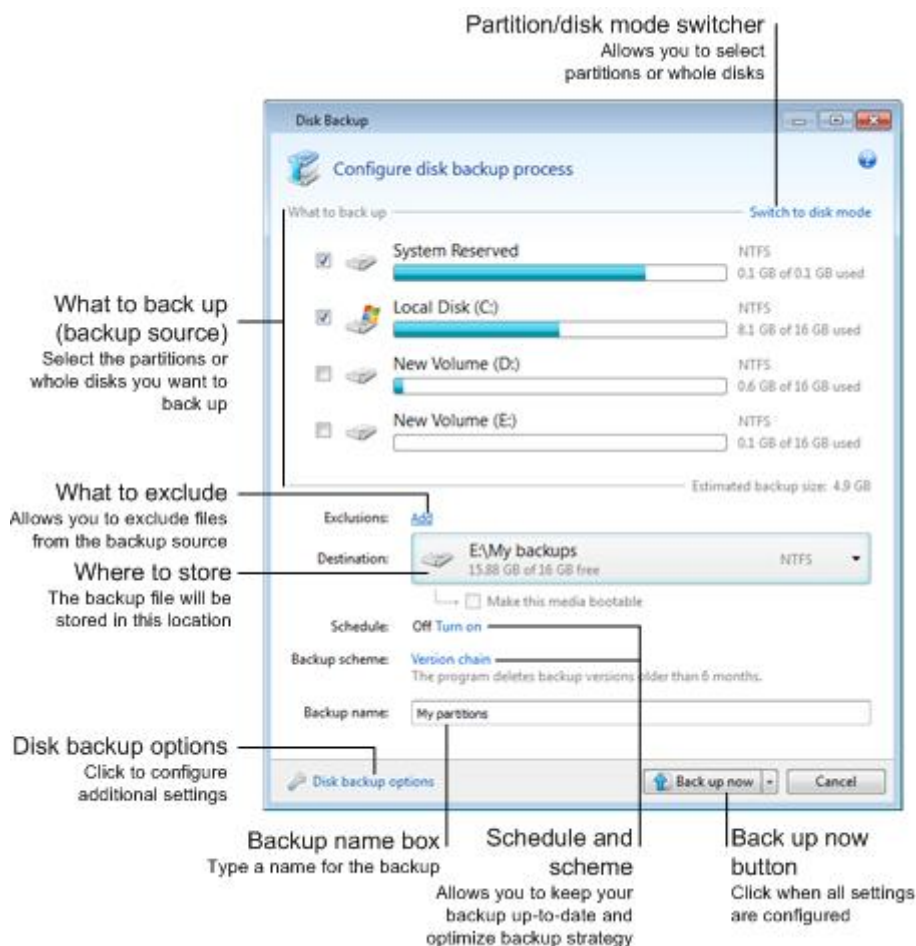 Partition/disk mode switcher
Allows you to select
partitions or whole disks
Disk Backup
Configure disk backup process
What to back up
Switch to disk mode
System Reserved
NTFS
0.1 GB of 0.1 GB used
Local Disk (C:)
NTFS
8.1 GB of 16 GB used
New Volume (D:)
NTFS
0.6 GB of 16 GB used
New Volume (E:)
NTFS
0.1 GB of 16 GB used
Estimated backup size: 4.9 GB
What to back up
(backup source)
Select the partitions or
whole disks you want to
back up
What to exclude
Allows you to exclude files
from the backup source
Exclusions: Add
Where to store
The backup file will be
stored in this location
Destination: E:\My backups
15.88 GB of 16 GB free
NTFS
Make this media bootable
Schedule: Off Turn on
Backup scheme: Version chain
The program deletes backup versions older than 6 months.
Backup name: My partitions
Disk backup options
Click to configure
additional settings
Disk backup options
Back up now
Cancel
Backup name box
Type a name for the backup
Schedule and
scheme
Allows you to keep your
backup up-to-date and
optimize backup strategy
Back up now
button
Click when all settings
are configured